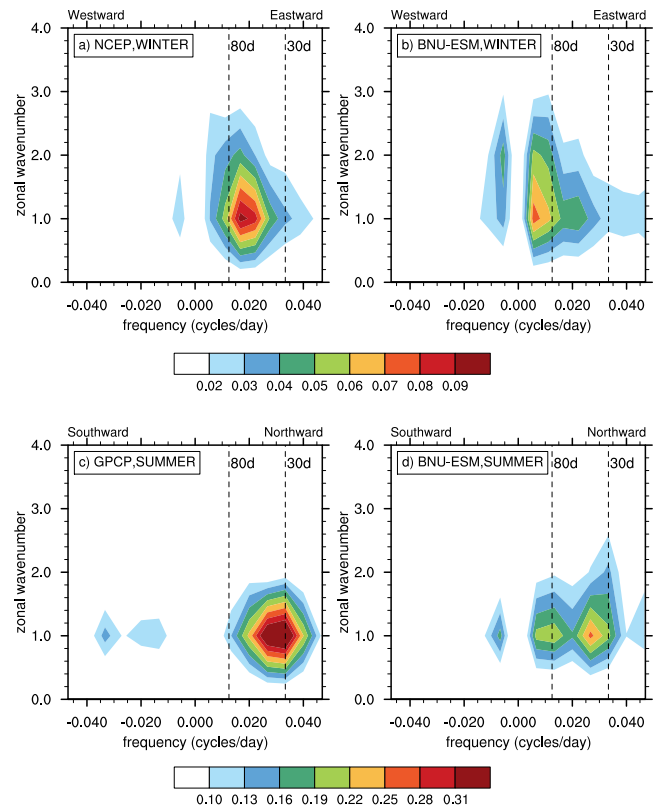 Westward Eastward
a) NCEP,WINTER 80d 30d
4.0
3.0
2.0
1.0
0.0
zonal wavenumber
-0.040 -0.020 0.000 0.020 0.040
frequency (cycles/day)
Westward Eastward
b) BNU-ESM,WINTER 80d 30d
4.0
3.0
2.0
1.0
0.0
zonal wavenumber
-0.040 -0.020 0.000 0.020 0.040
frequency (cycles/day)
0.02 0.03 0.04 0.05 0.06 0.07 0.08 0.09
Southward Northward
c) GPCP,SUMMER 80d 30d
4.0
3.0
2.0
1.0
0.0
zonal wavenumber
-0.040 -0.020 0.000 0.020 0.040
frequency (cycles/day)
Southward Northward
d) BNU-ESM,SUMMER 80d 30d
4.0
3.0
2.0
1.0
0.0
zonal wavenumber
-0.040 -0.020 0.000 0.020 0.040
frequency (cycles/day)
0.10 0.13 0.16 0.19 0.22 0.25 0.28 0.31